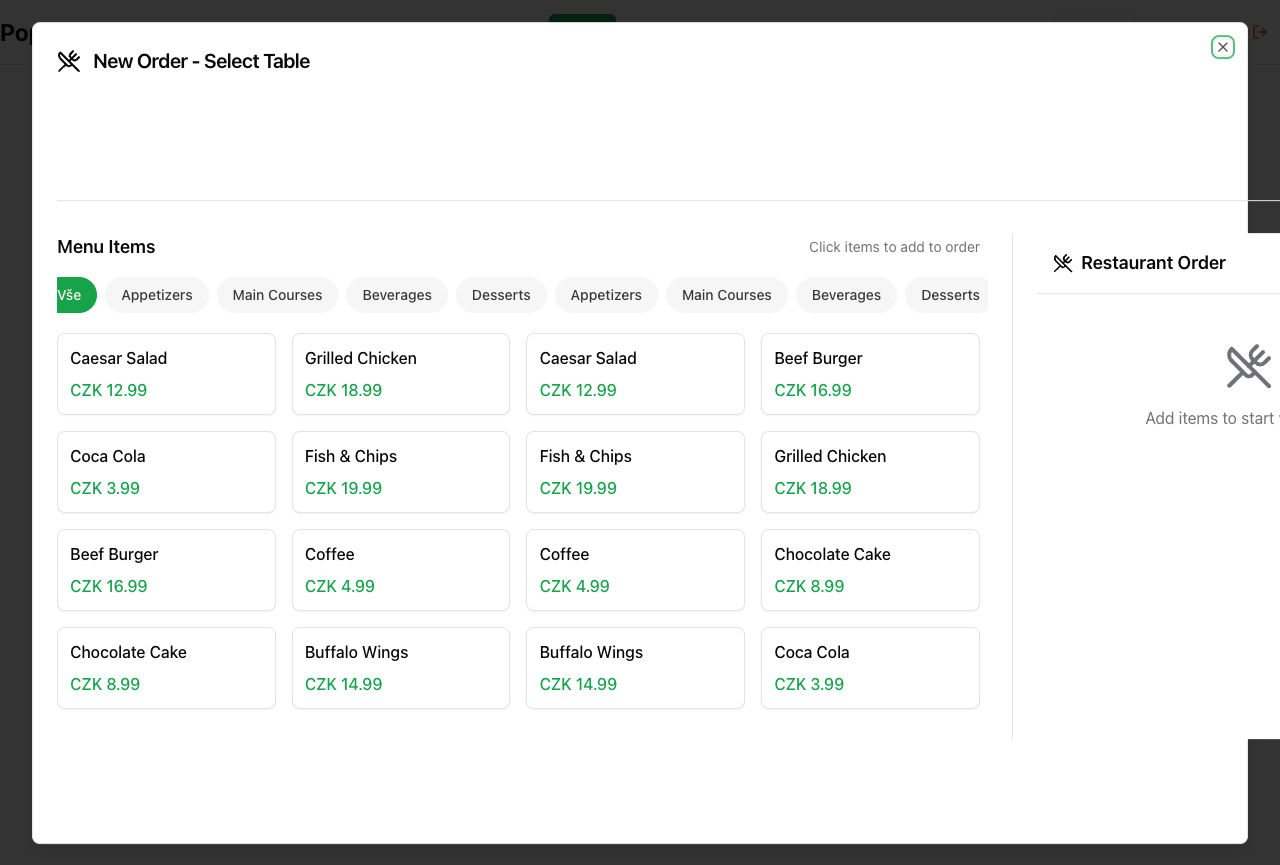 Pop
New Order - Select Table
Menu Items
Click items to add to order
Vše
Appetizers
Main Courses
Beverages
Desserts
Appetizers
Main Courses
Beverages
Desserts
Caesar Salad
CZK 12.99
Grilled Chicken
CZK 18.99
Caesar Salad
CZK 12.99
Beef Burger
CZK 16.99
Coca Cola
CZK 3.99
Fish & Chips
CZK 19.99
Fish & Chips
CZK 19.99
Grilled Chicken
CZK 18.99
Beef Burger
CZK 16.99
Coffee
CZK 4.99
Coffee
CZK 4.99
Chocolate Cake
CZK 8.99
Chocolate Cake
CZK 8.99
Buffalo Wings
CZK 14.99
Buffalo Wings
CZK 14.99
Coca Cola
CZK 3.99
Restaurant Order
Add items to start